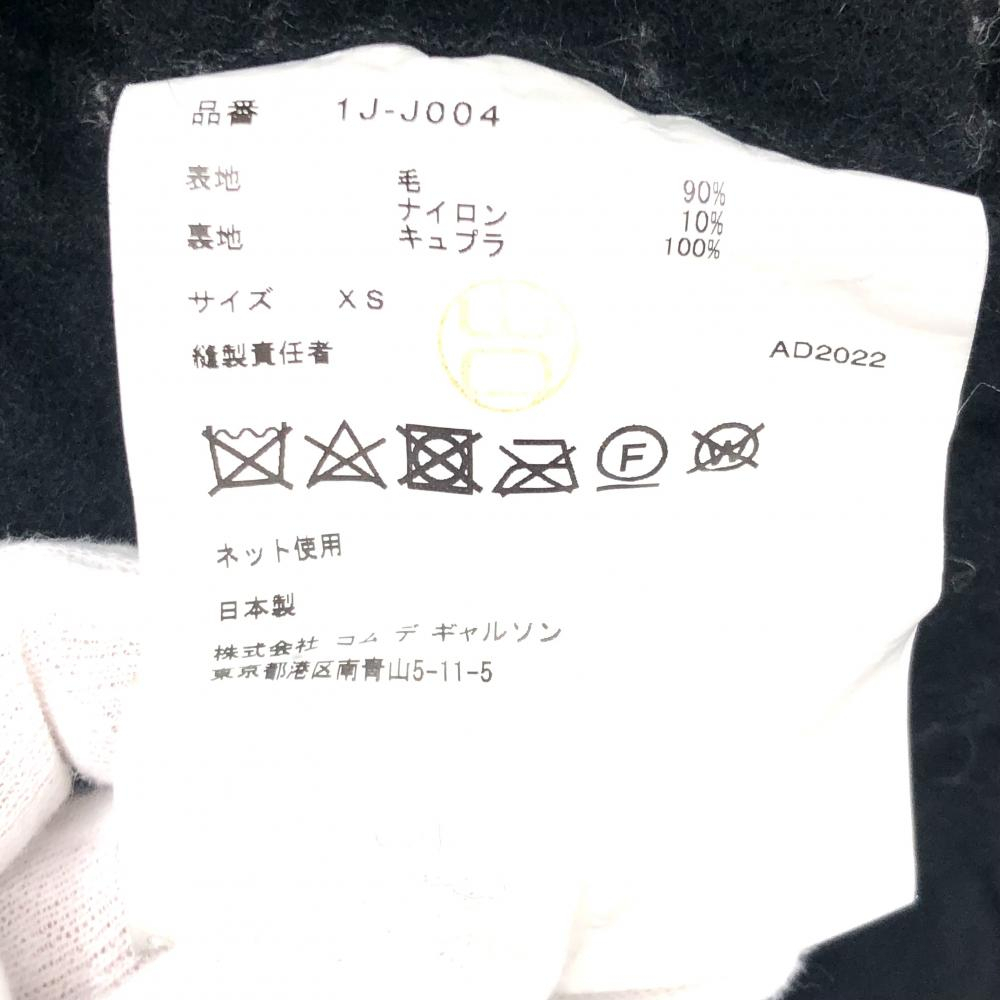 品番 1J-J004
表地 毛 90%
ナイロン 10%
裏地 キュプラ 100%
サイズ XS
縫製責任者 AD2022
F W
ネット使用
日本製
株式会社 コム デ ギャルソン
東京都港区南青山5-11-5